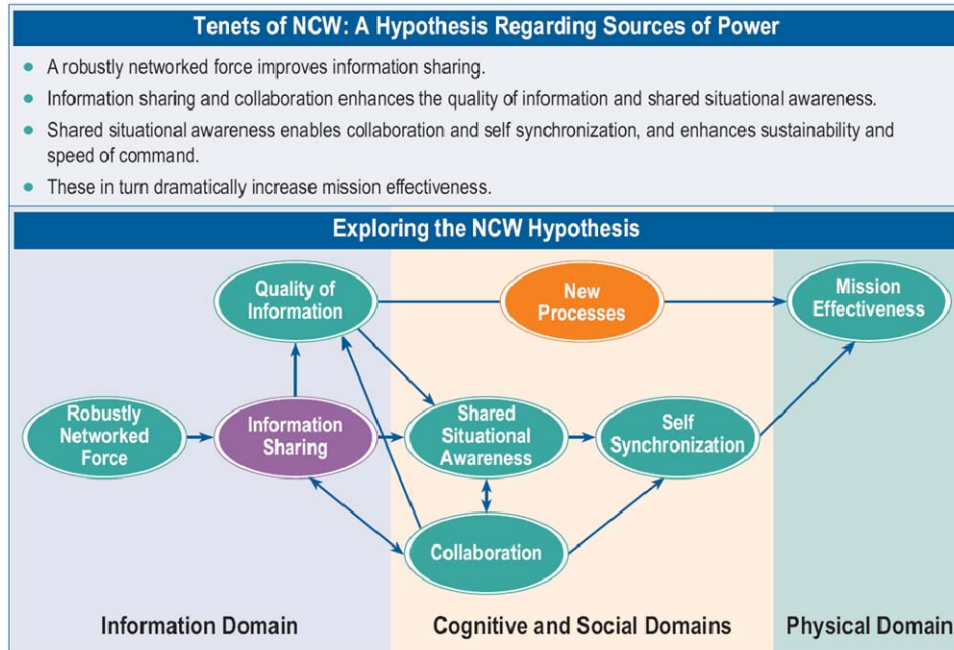 Tenets of NCW: A Hypothesis Regarding Sources of Power
• A robustly networked force improves information sharing.
• Information sharing and collaboration enhances the quality of information and shared situational awareness.
• Shared situational awareness enables collaboration and self synchronization, and enhances sustainability and
speed of command.
• These in turn dramatically increase mission effectiveness.
Exploring the NCW Hypothesis
Quality of
Information
New
Processes
Mission
Effectiveness
Robustly
Networked
Force
Information
Sharing
Shared
Situational
Awareness
Self
Synchronization
Collaboration
Information Domain
Cognitive and Social Domains
Physical Domain